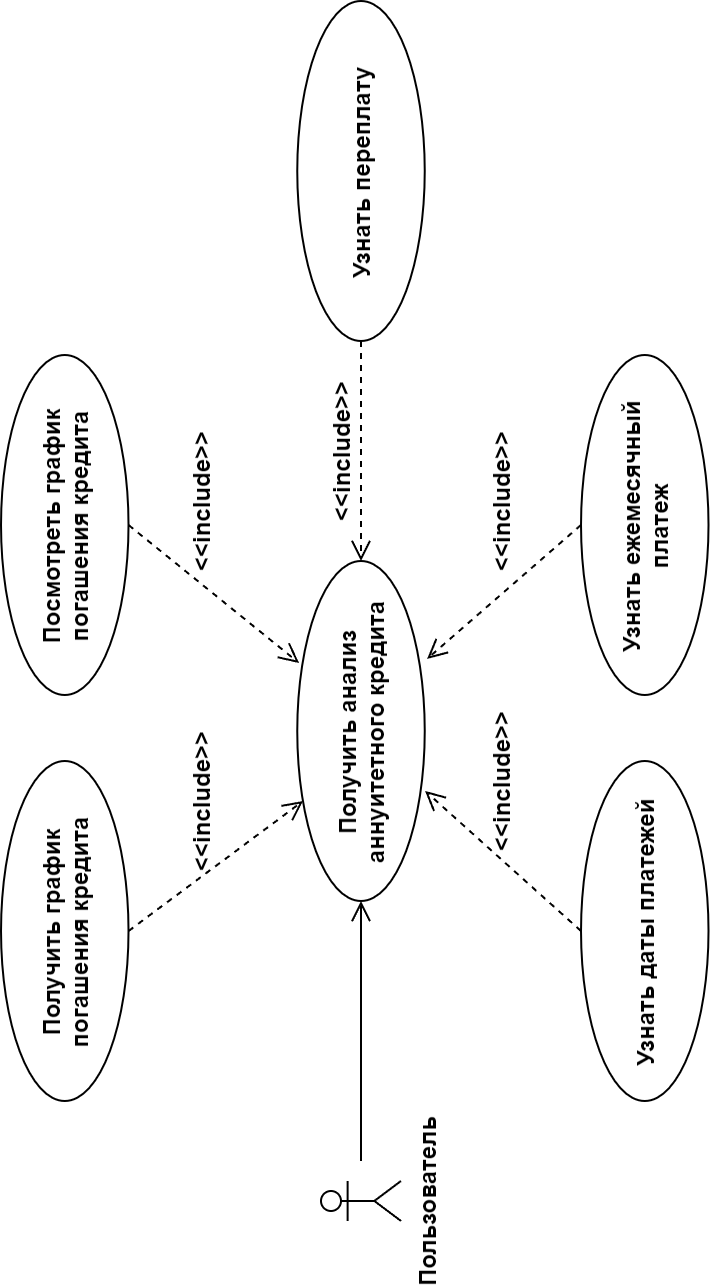 Получить график
погашения кредита
Посмотреть график
погашения кредита
<<include>>
<<include>>
Пользователь
Получить анализ
аннуитетного кредита
<<include>>
Узнать переплату
<<include>>
<<include>>
Узнать даты платежей
Узнать ежемесячный
платеж